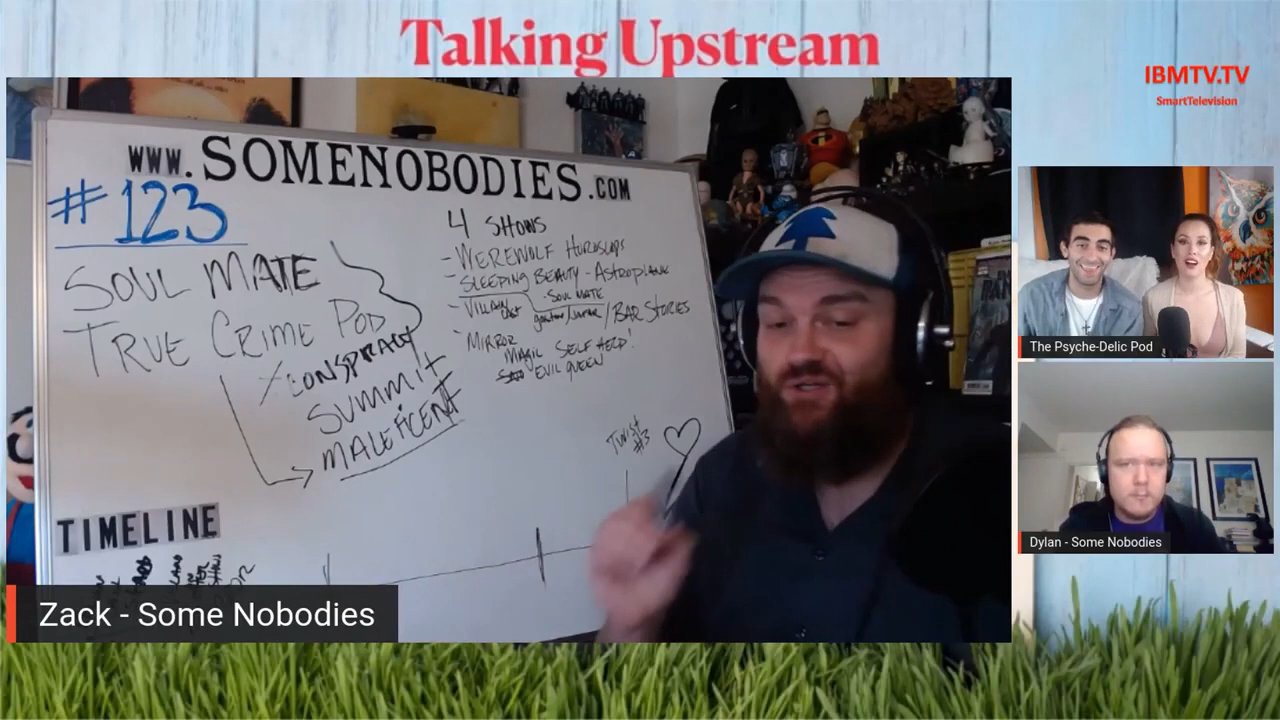 Talking Upstream
IBMTV.TV
SmartTelevision
WWW.SOMENOBODIES.COM
#123
SOUL MATE
TRUE CRIME POD
CONSPIRACY
SUMMIT
MALEFICENT
4 SHOWS
- WEREWOLF
- SLEEPING BEAUTY - ASTROPLANK
- VILLAIN
SOUL MATE
/ BAR STORIES
MIRROR
MAGIC SELF HELP!
EVIL QUEEN
TWIST
#3
TIMELINE
Zack - Some Nobodies
The Psyche-Delic Pod
Dylan - Some Nobodies